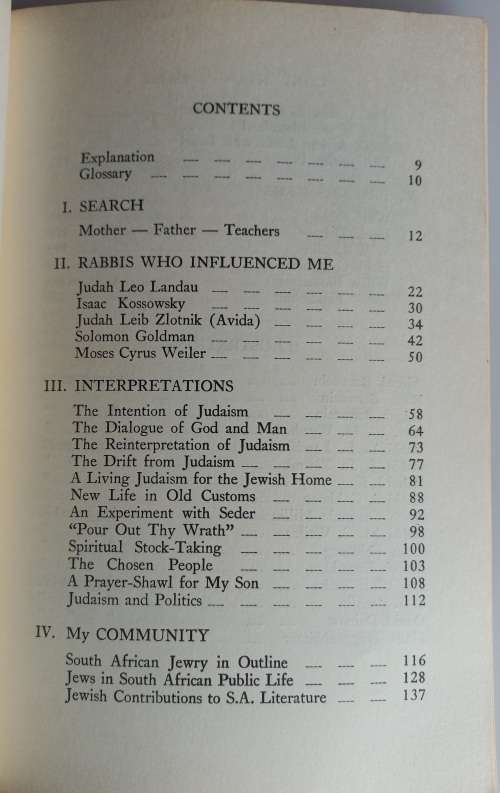 CONTENTS
Explanation — — — — — — — 9
Glossary — — — — — — — — 10
I. SEARCH
Mother — Father — Teachers — — — 12
II. RABBIS WHO INFLUENCED ME
Judah Leo Landau — — — — — — 22
Isaac Kossowsky — — — — — — 30
Judah Leib Zlotnik (Avida) — — — — 34
Solomon Goldman — — — — — — 42
Moses Cyrus Weiler — — — — — — 50
III. INTERPRETATIONS
The Intention of Judaism — — — — 58
The Dialogue of God and Man — — — — 64
The Reinterpretation of Judaism — — — 73
The Drift from Judaism — — — — — 77
A Living Judaism for the Jewish Home — — 81
New Life in Old Customs — — — — 88
An Experiment with Seder — — — — 92
“Pour Out Thy Wrath” — — — — — 98
Spiritual Stock-Taking — — — — — 100
The Chosen People — — — — — 103
A Prayer-Shawl for My Son — — — — 108
Judaism and Politics — — — — — — 112
IV. My COMMUNITY
South African Jewry in Outline — — — 116
Jews in South African Public Life — — — 128
Jewish Contributions to S.A. Literature — — 137